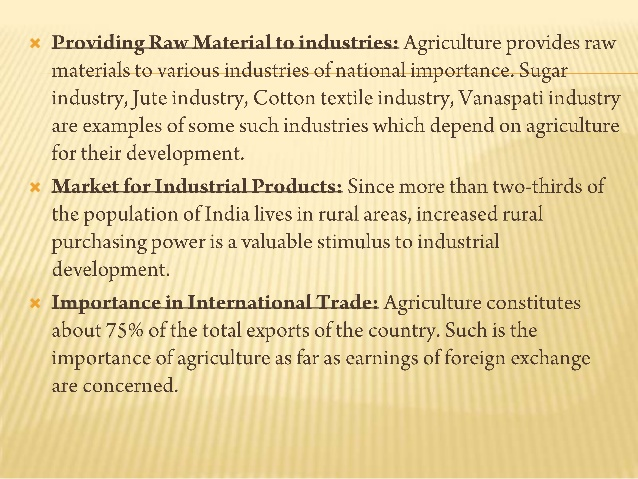 Providing Raw Material to industries: Agriculture provides raw
materials to various industries of national importance. Sugar
industry, Jute industry, Cotton textile industry, Vanaspati industry
are examples of some such industries which depend on agriculture
for their development.
Market for Industrial Products: Since more than two-thirds of
the population of India lives in rural areas, increased rural
purchasing power is a valuable stimulus to industrial
development.
Importance in International Trade: Agriculture constitutes
about 75% of the total exports of the country. Such is the
importance of agriculture as far as earnings of foreign exchange
are concerned.